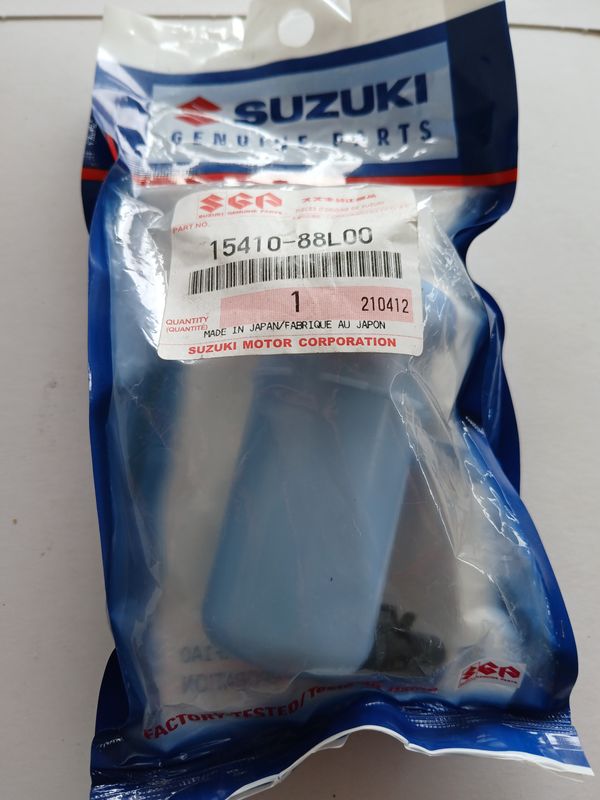 SUZUKI
GENUINE PARTS
SGP
SUZUKI GENUINE PARTS
PART NO.
15410-88L00
QUANTITY
(QUANTITÉ)
1
210412
MADE IN JAPAN/FABRIQUE AU JAPON
SUZUKI MOTOR CORPORATION
SGP
FACTORY TESTED/